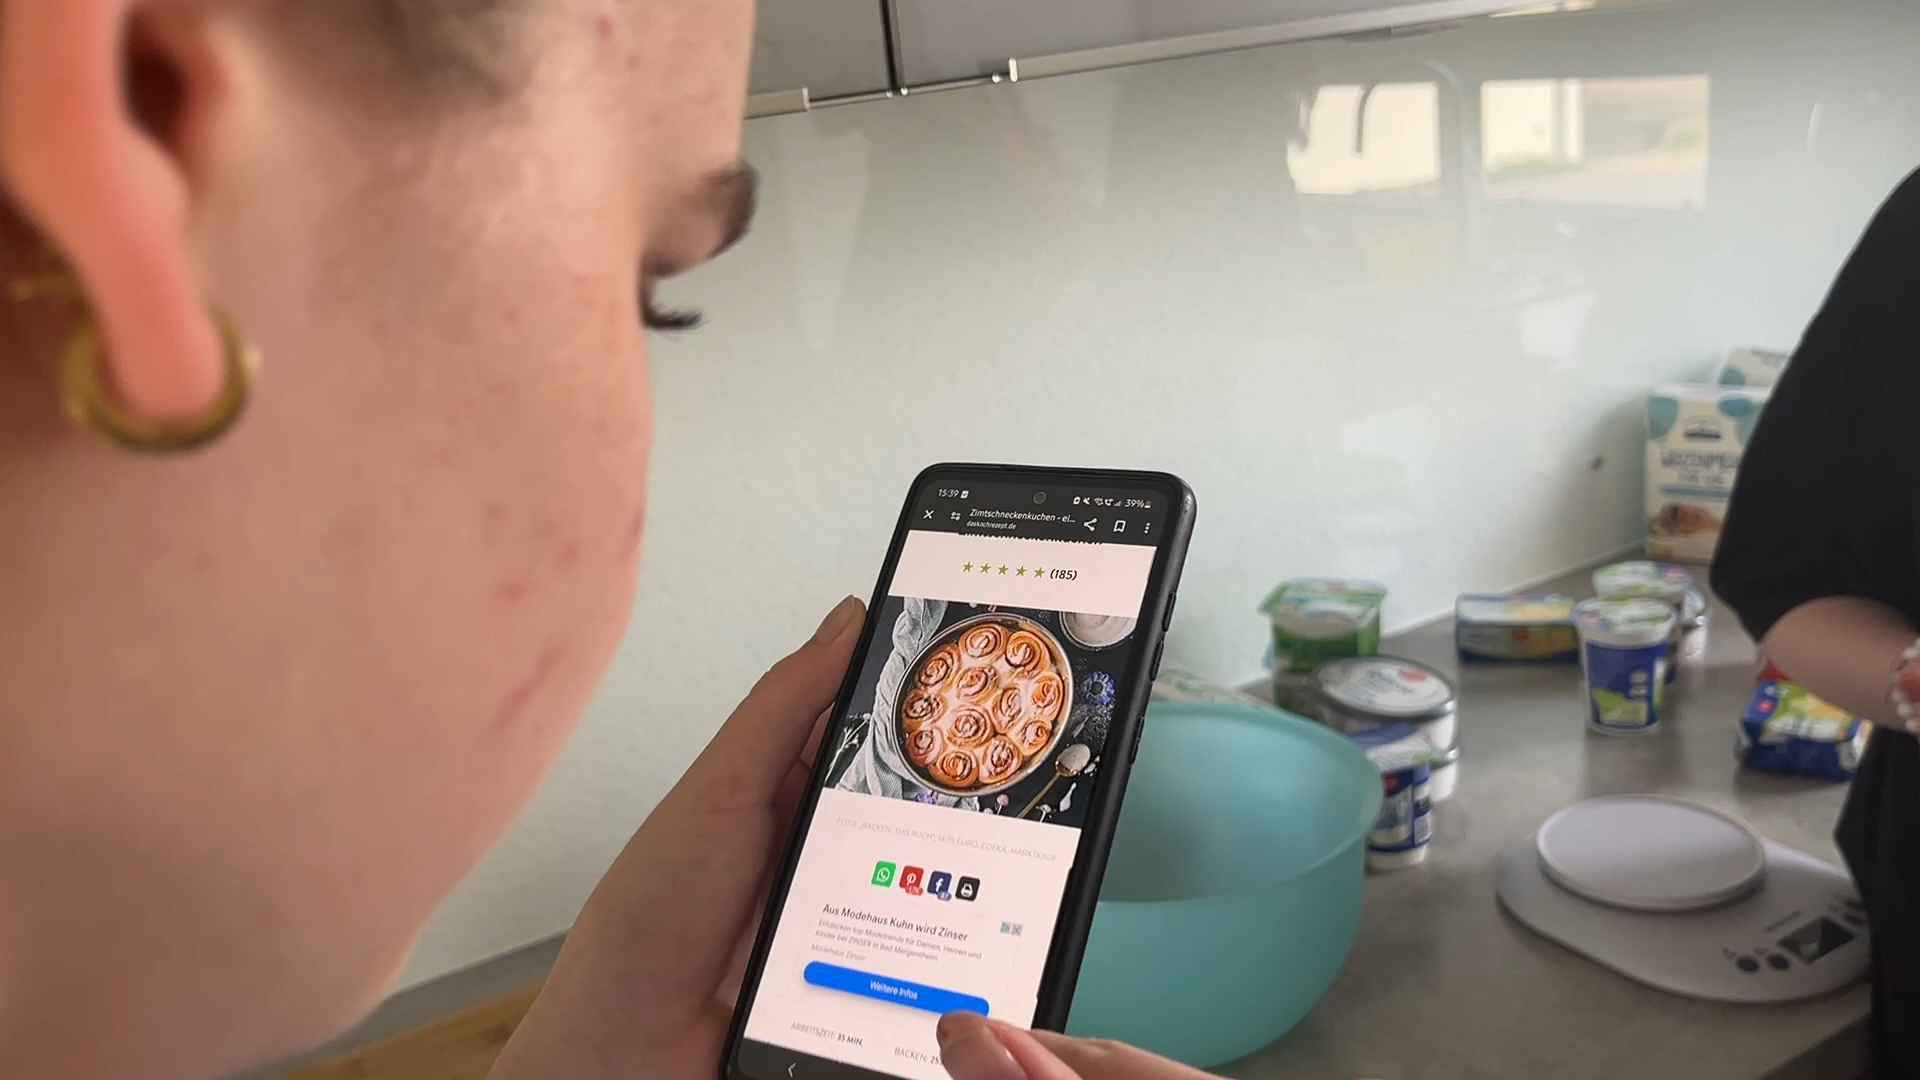 15:39
39%
Zimtschneckenkuchen - ei...
daskochrezept.de
(185)
FOTO: „BACKEN: DAS BUCH“, 14,95 EURO, EDEKA, MARKTKAUF
Aus Modehaus Kuhn wird Zinser
Entdecken top Modetrends für Damen, Herren und
Kinder bei ZINSER in Bad Mergentheim.
Modehaus Zinser
Weitere Infos
ARBEITSZEIT: 35 MIN.
BACKEN: 25